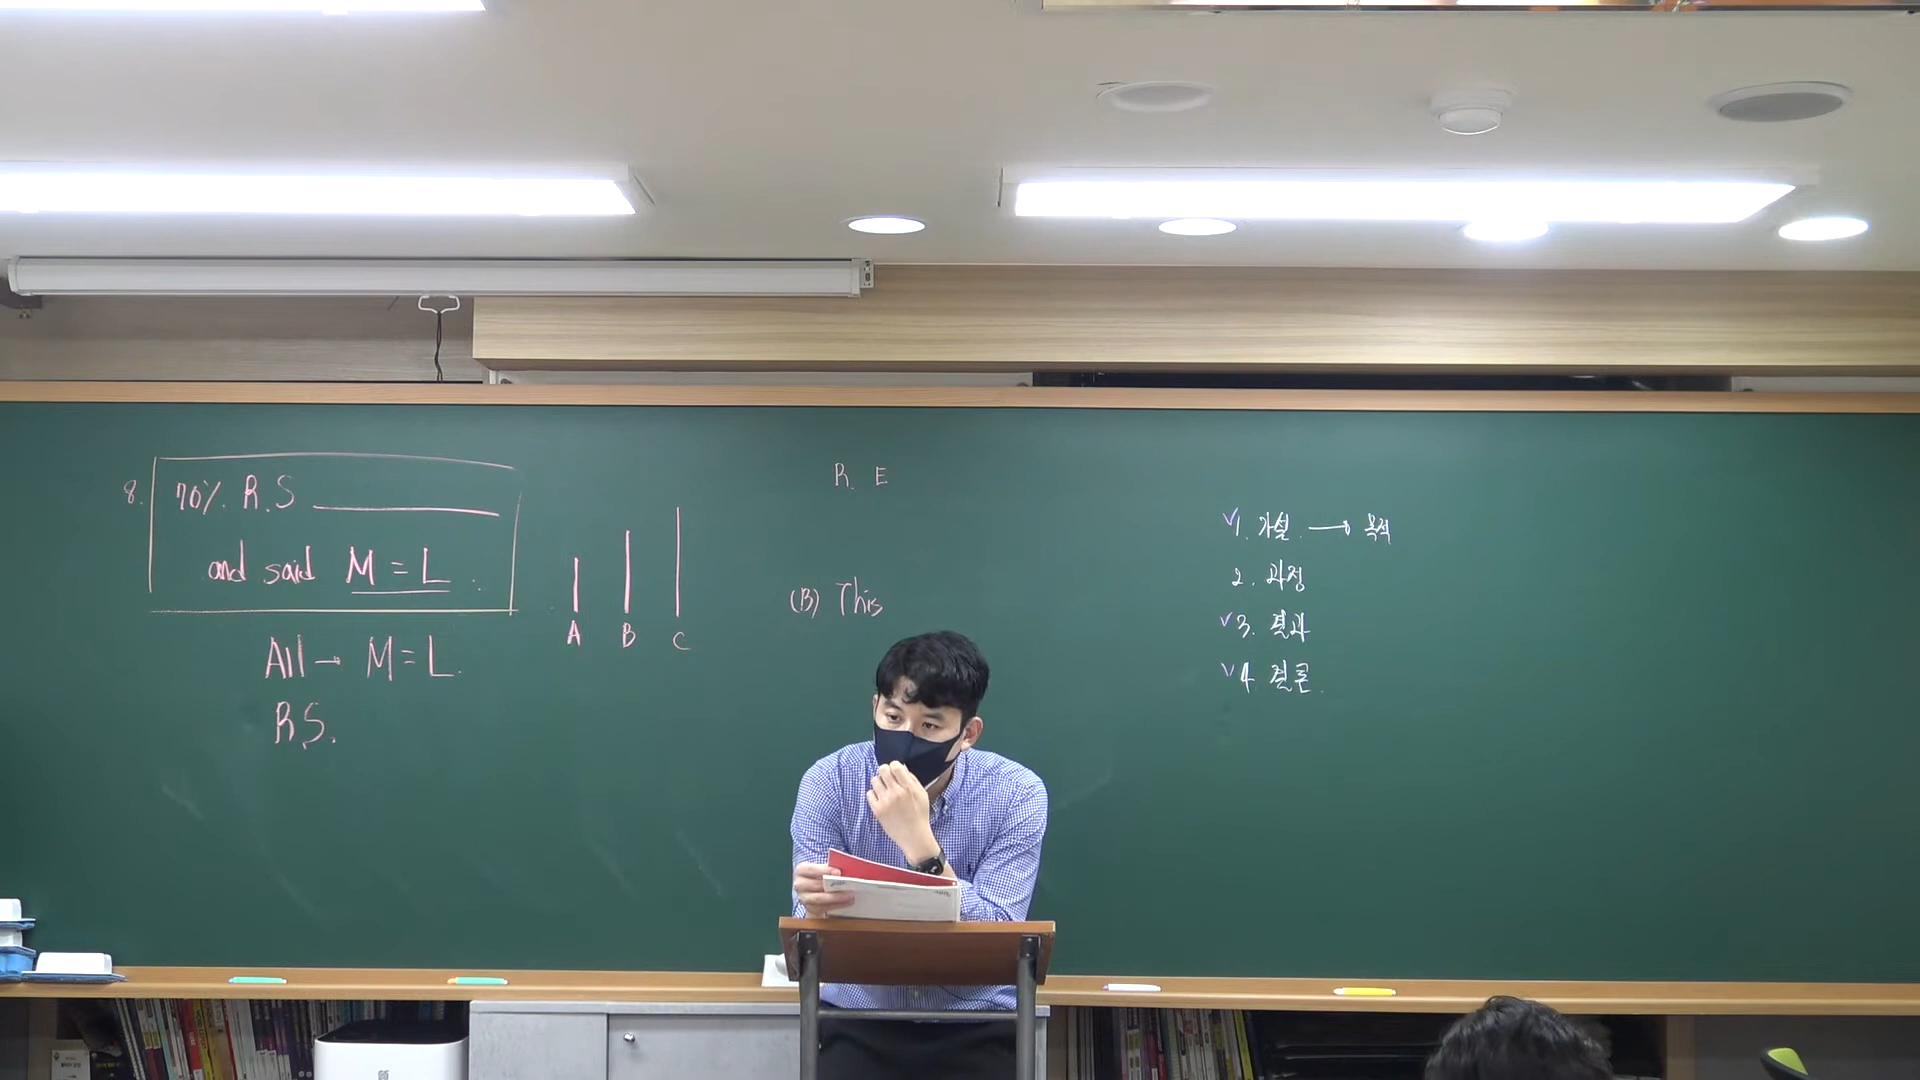 8. 70%. R.S
and said M = L.
All → M = L.
R.S.
A B C
R. E
(B) This
✓1. 가설. → 목적
2. 과정
✓3. 결과
✓4. 결론.